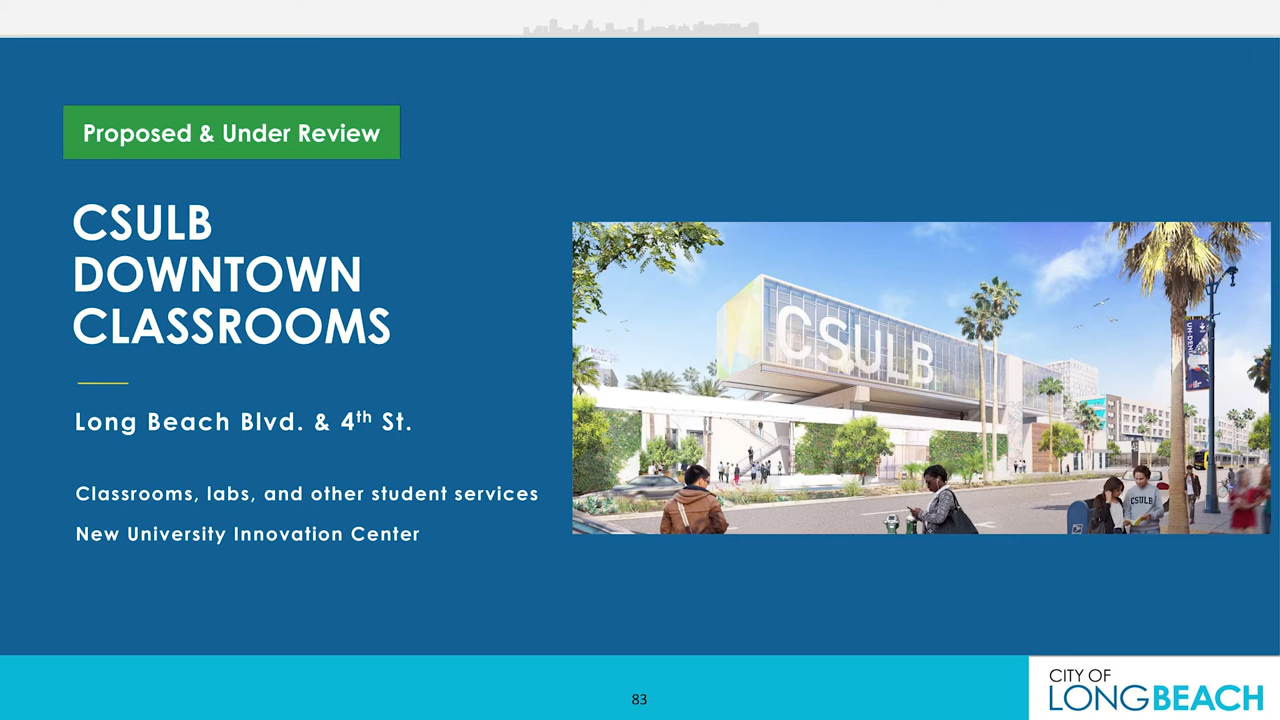 Proposed & Under Review
CSULB
DOWNTOWN
CLASSROOMS
Long Beach Blvd. & 4th St.
Classrooms, labs, and other student services
New University Innovation Center
CSULB
CSULB
83
CITY OF
LONGBEACH